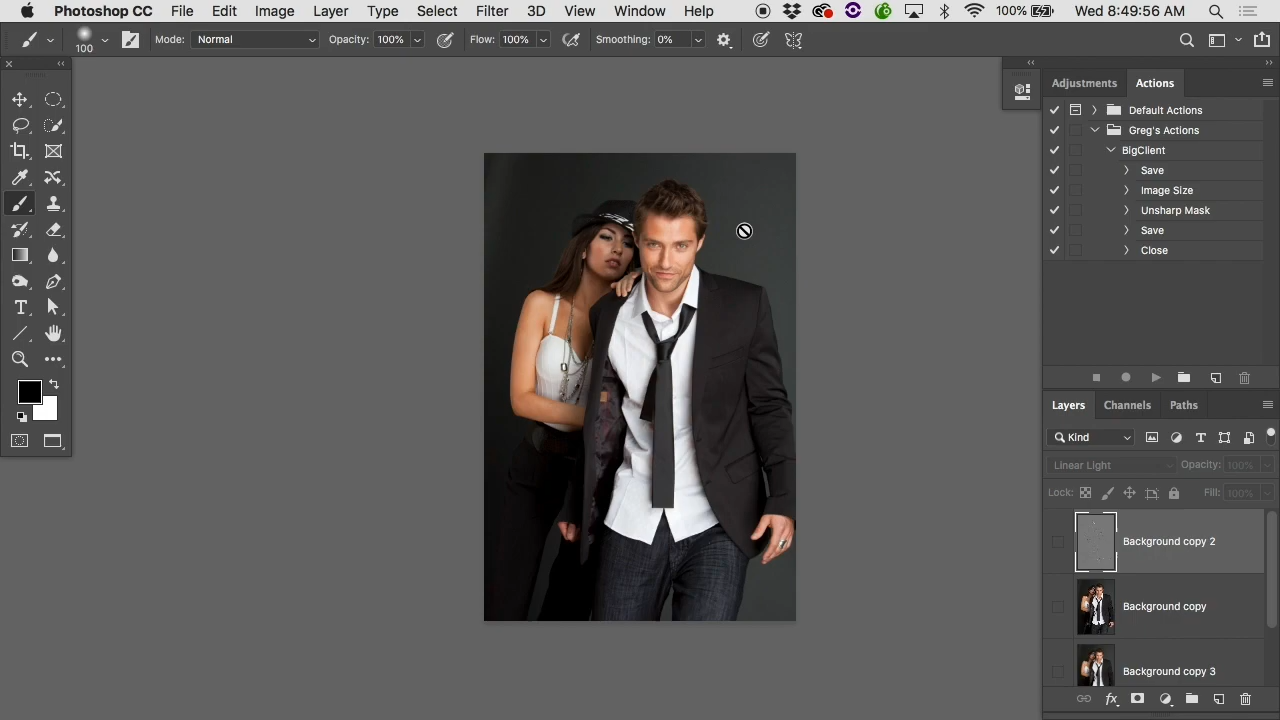 Photoshop CC File Edit Image Layer Type Select Filter 3D View Window Help 100% Wed 8:49:56 AM
100 Mode: Normal Opacity: 100% Flow: 100% Smoothing: 0%
Adjustments Actions
Default Actions
Greg's Actions
BigClient
Save
Image Size
Unsharp Mask
Save
Close
Layers Channels Paths
Kind
Linear Light Opacity: 100%
Lock: Fill: 100%
Background copy 2
Background copy
Background copy 3